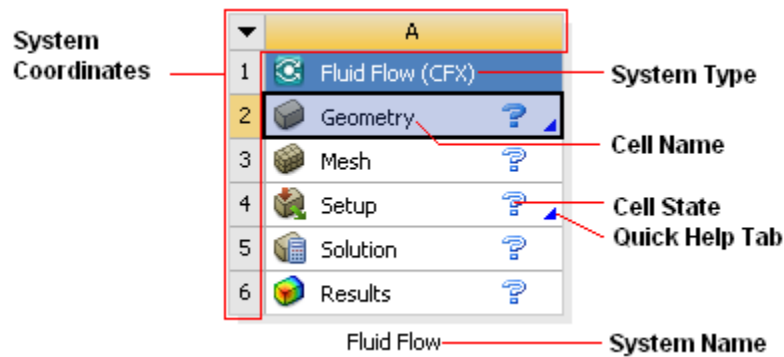 System
Coordinates
A
1 Fluid Flow (CFX)
System Type
2 Geometry ?
Cell Name
3 Mesh ?
4 Setup ?
Cell State
Quick Help Tab
5 Solution ?
6 Results ?
Fluid Flow
System Name